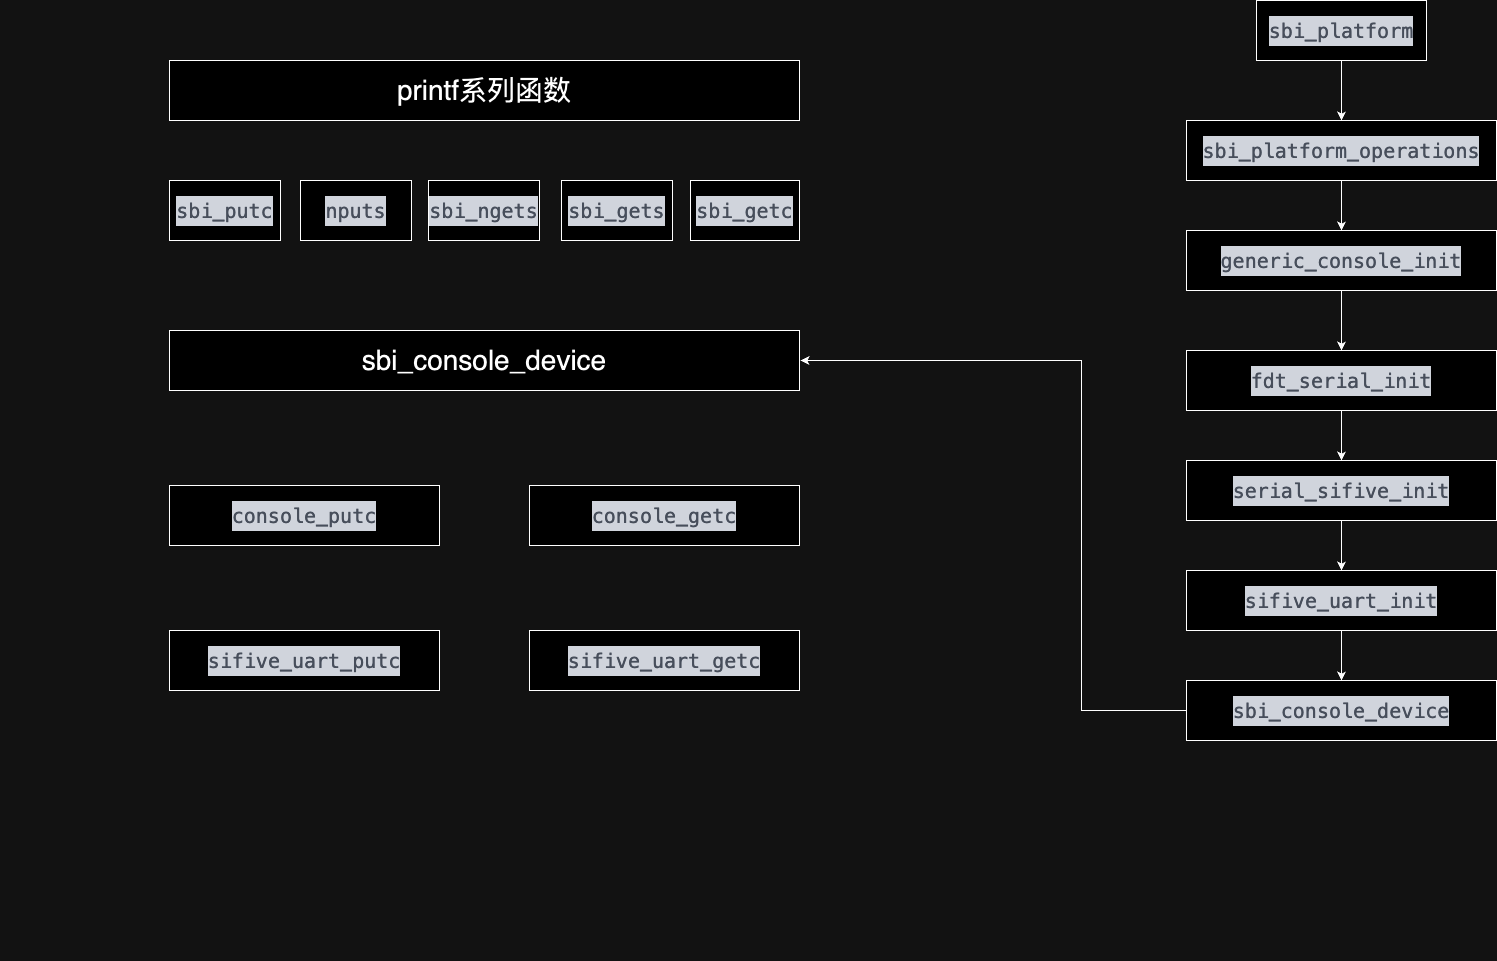 printf系列函数
sbi_putc
nputs
sbi_ngets
sbi_gets
sbi_getc
sbi_console_device
console_putc
console_getc
sifive_uart_putc
sifive_uart_getc
sbi_platform
sbi_platform_operations
generic_console_init
fdt_serial_init
serial_sifive_init
sifive_uart_init
sbi_console_device